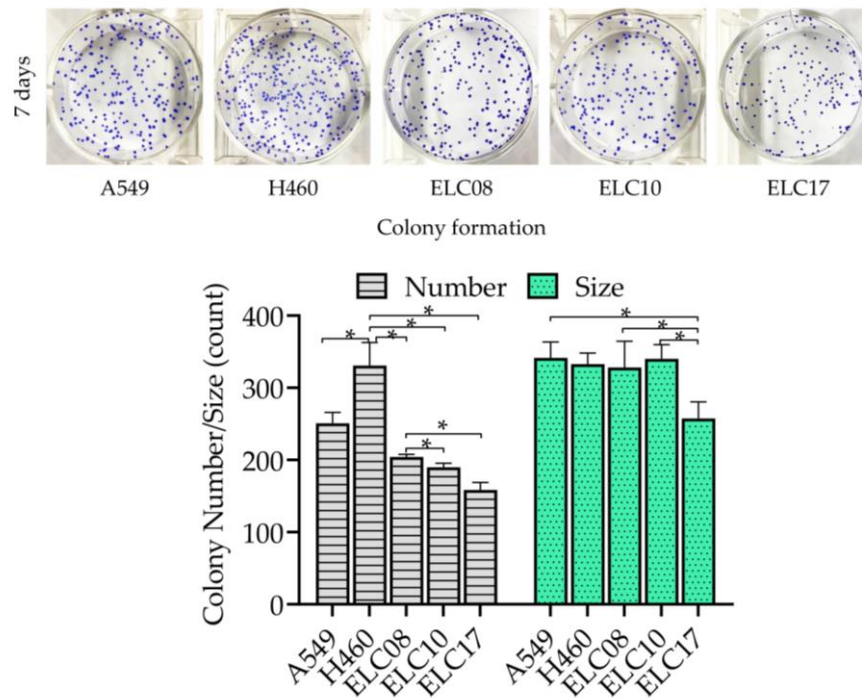 7 days
A549 H460 ELC08 ELC10 ELC17
Colony formation
Number Size
Colony Number/Size (count)
400
300
200
100
0
* * * * * *
* * *
A549 H460 ELC08 ELC10 ELC17 A549 H460 ELC08 ELC10 ELC17